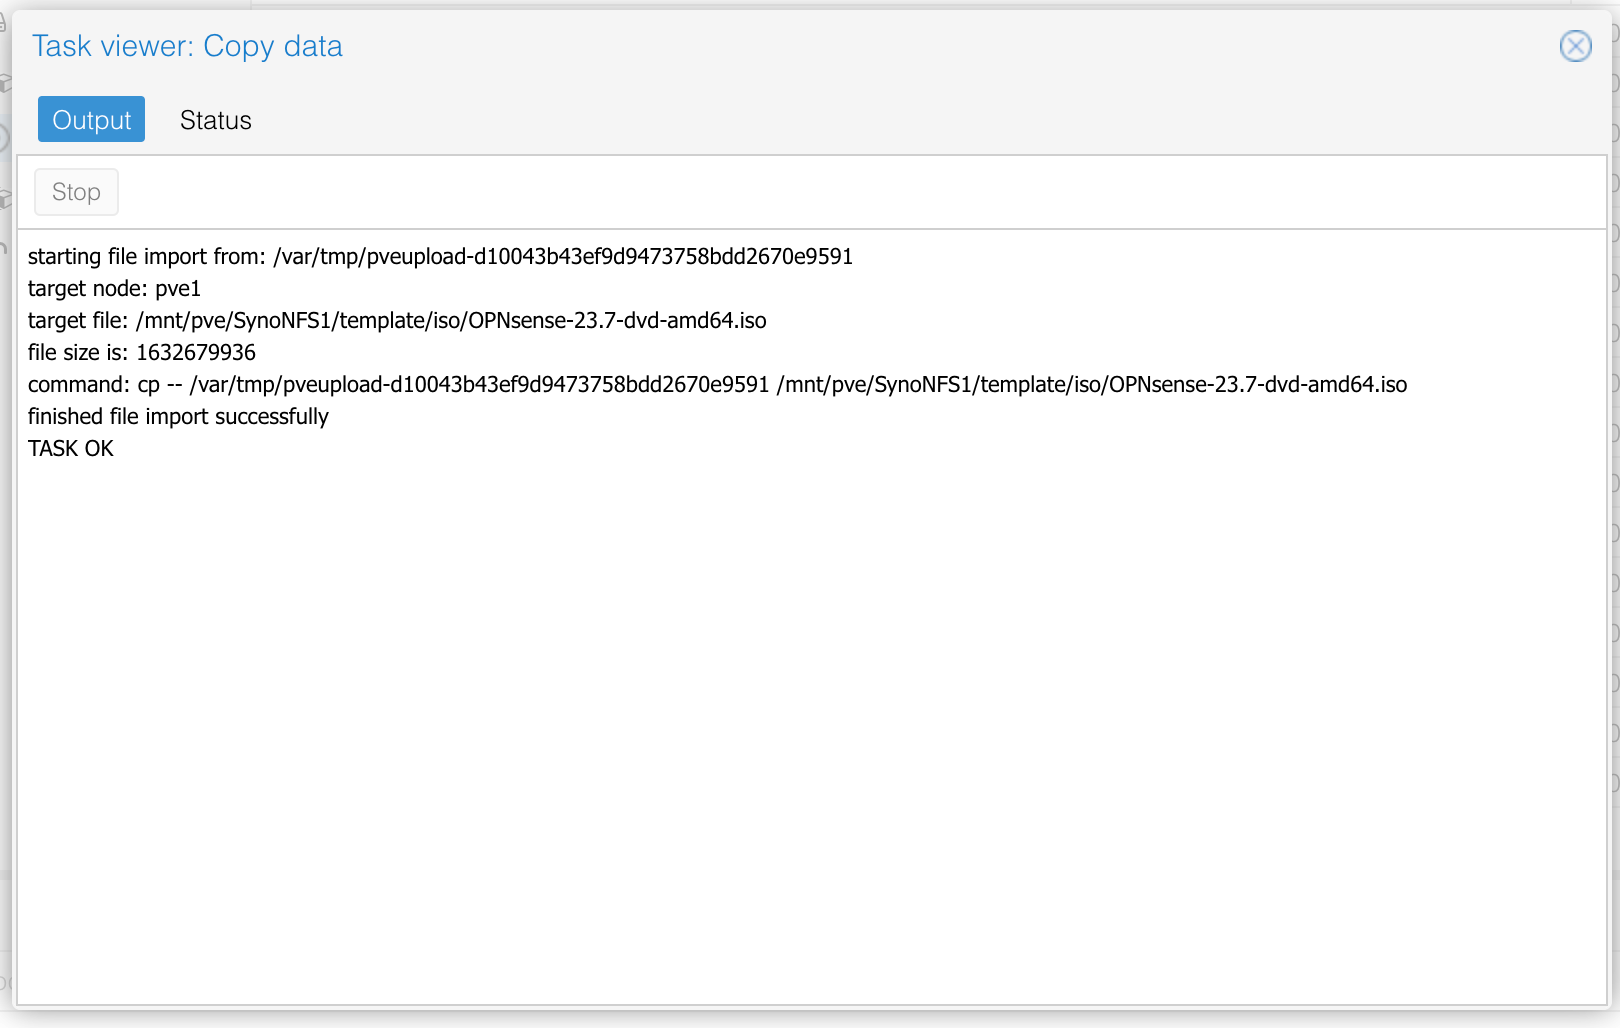 Task viewer: Copy data
Output Status
Stop
starting file import from: /var/tmp/pveupload-d10043b43ef9d9473758bdd2670e9591
target node: pve1
target file: /mnt/pve/SynoNFS1/template/iso/OPNsense-23.7-dvd-amd64.iso
file size is: 1632679936
command: cp -- /var/tmp/pveupload-d10043b43ef9d9473758bdd2670e9591 /mnt/pve/SynoNFS1/template/iso/OPNsense-23.7-dvd-amd64.iso
finished file import successfully
TASK OK